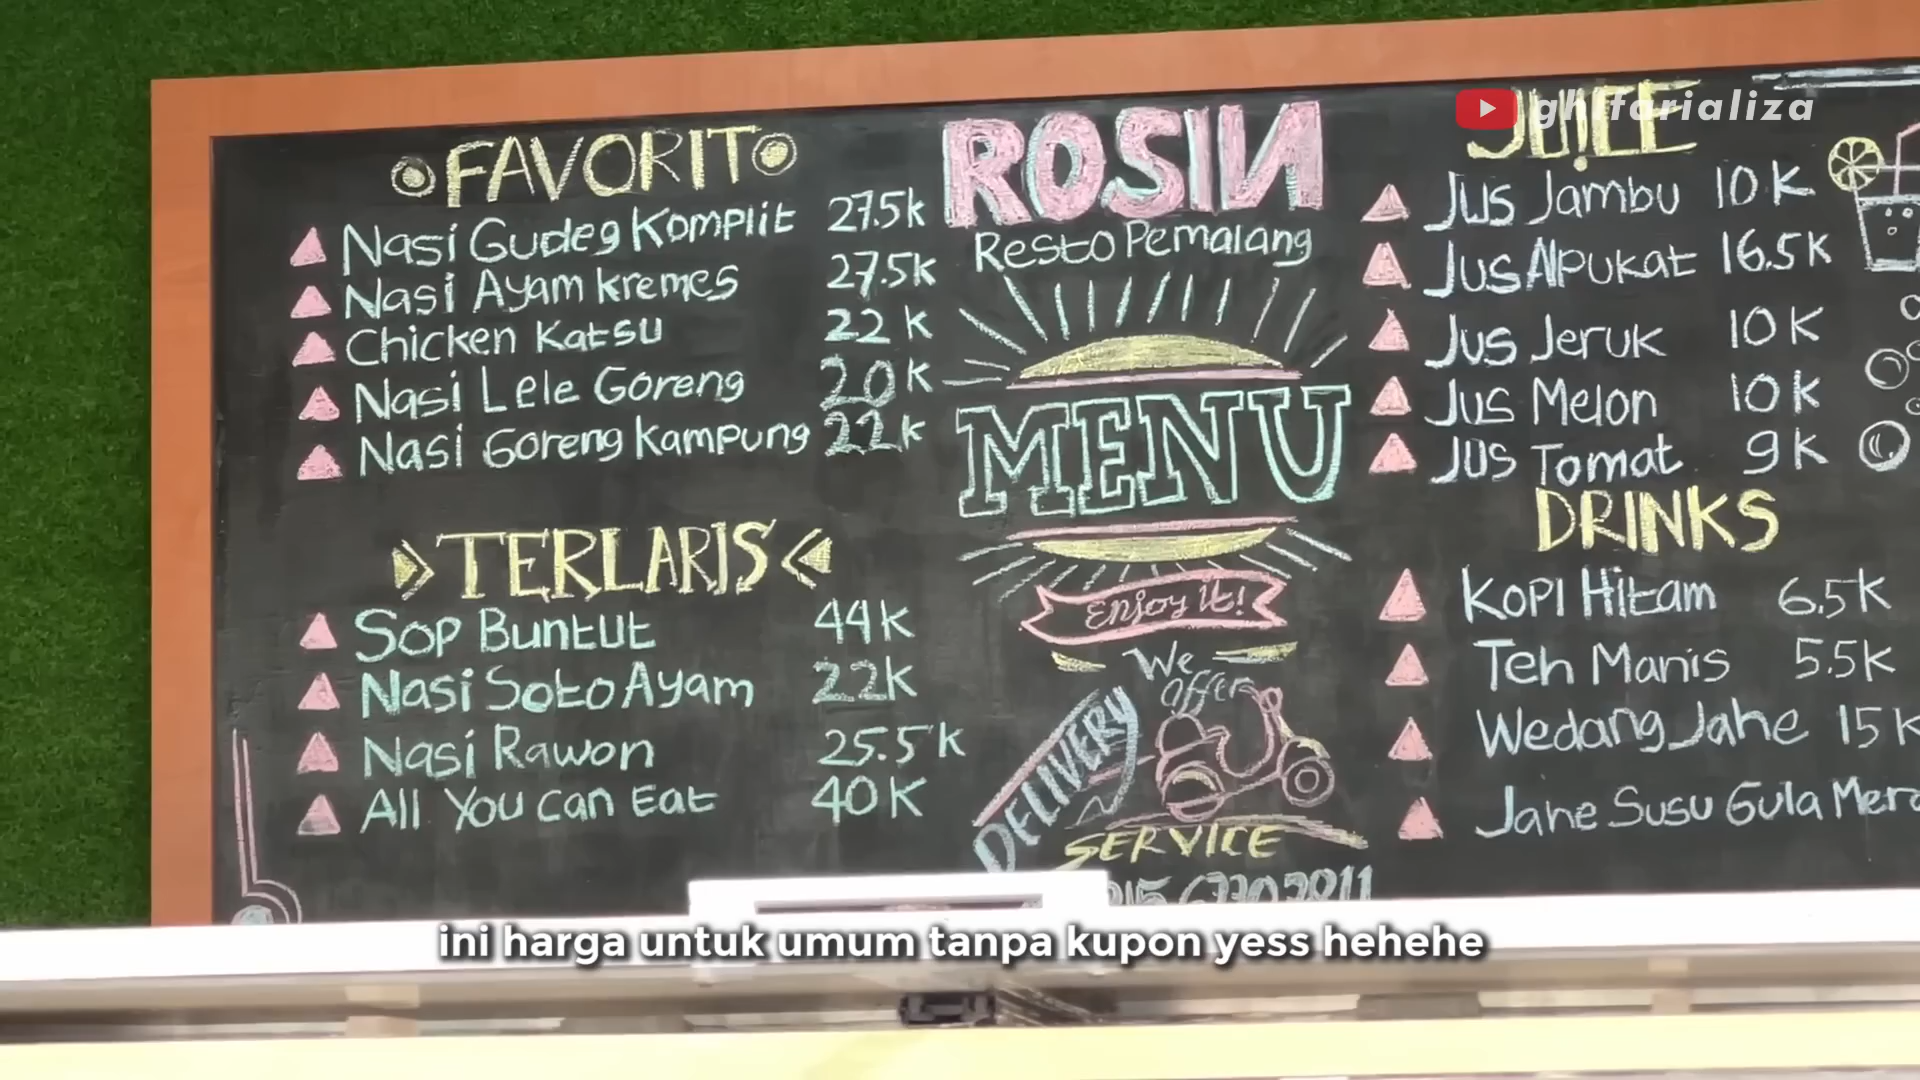 FAVORIT
Nasi Gudeg Komplit 27.5k
Nasi Ayam kremes 27.5k
Chicken Katsu 22k
Nasi Lele Goreng 20k
Nasi Goreng Kampung 22k
TERLARIS
Sop Buntut 44k
Nasi Soto Ayam 22k
Nasi Rawon 25.5k
All You Can Eat 40K
ROSIN
Resto Pemalang
MENU
Enjoy it!
We
offer
DELIVERY
SERVICE
JUICE
ghifarializa
Jus Jambu 10K
Jus Alpukat 16.5K
Jus Jeruk 10K
Jus Melon 10K
Jus Tomat 9K
DRINKS
Kopi Hitam 6.5K
Teh Manis 5.5K
Wedang Jahe 15K
Jahe Susu Gula
ini harga untuk umum tanpa kupon yess hehehe